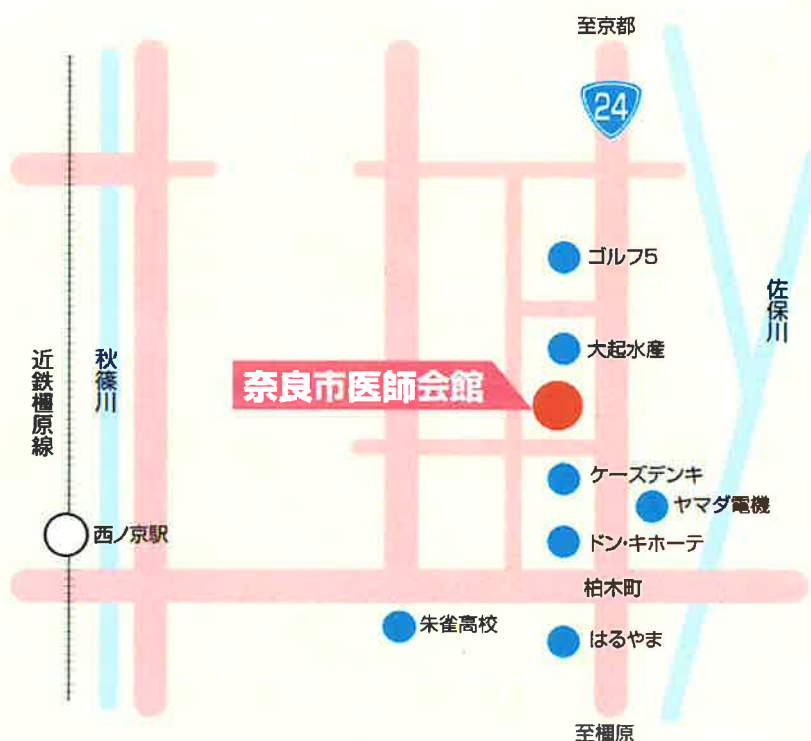 至京都
24
ゴルフ5
佐保川
大起水産
近鉄橿原線
秋篠川
奈良市医師会館
ケーズデンキ
ヤマダ電機
西ノ京駅
ドン・キホーテ
柏木町
朱雀高校
はるやま
至橿原